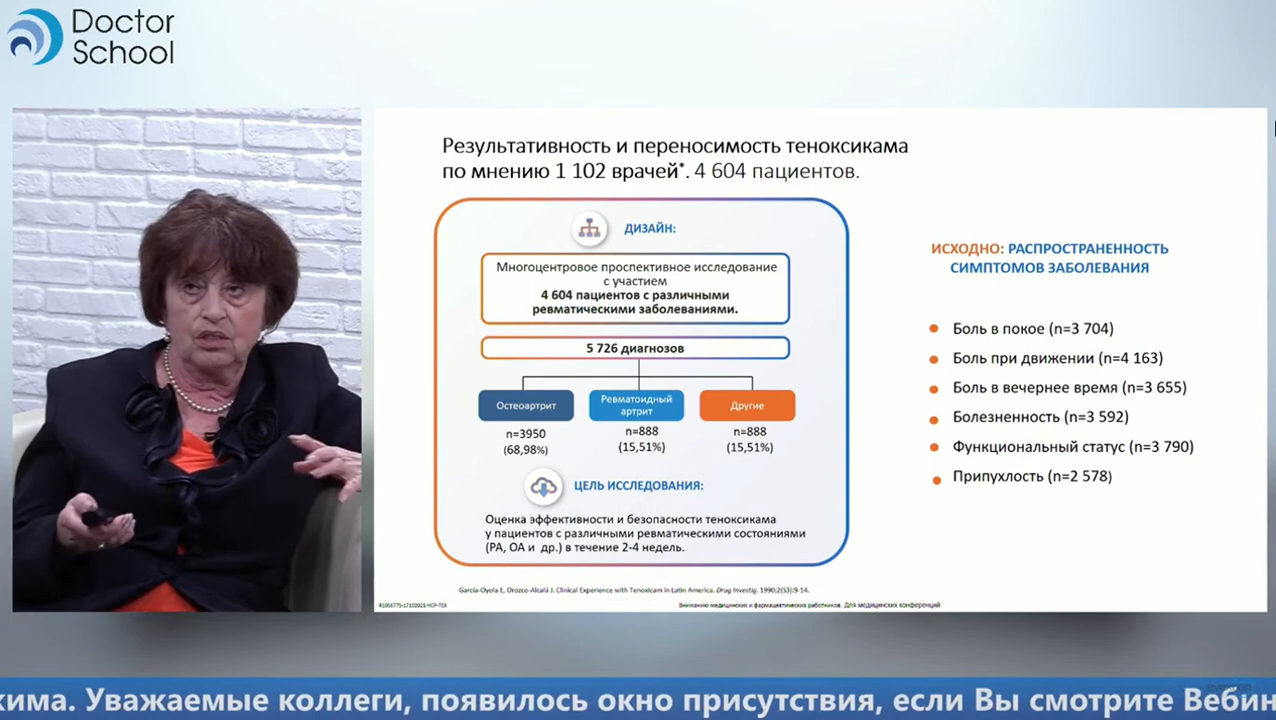 Doctor
School
Результативность и переносимость теноксикама
по мнению 1 102 врачей*. 4 604 пациентов.
ДИЗАЙН:
Многоцентровое проспективное исследование
с участием
4 604 пациентов с различными
ревматическими заболеваниями.
5 726 диагнозов
Остеоартрит
n=3950
(68,98%)
Ревматоидный
артрит
n=888
(15,51%)
Другие
n=888
(15,51%)
ЦЕЛЬ ИССЛЕДОВАНИЯ:
Оценка эффективности и безопасности теноксикама
у пациентов с различными ревматическими состояниями
(РА, ОА и др.) в течение 2-4 недель.
ИСХОДНО: РАСПРОСТРАНЕННОСТЬ
СИМПТОМОВ ЗАБОЛЕВАНИЯ
Боль в покое (n=3 704)
Боль при движении (n=4 163)
Боль в вечернее время (n=3 655)
Болезненность (n=3 592)
Функциональный статус (n=3 790)
Припухлость (n=2 578)
García-Oyola E, Orozco-Alcalá J. Clinical Experience with Tenoxicam in Latin America. Drug Investig. 1990;2(S3):9-14.
Вниманию медицинских и фармацевтических работников. Для медицинских конференций
кима. Уважаемые коллеги, появилось окно присутствия, если Вы смотрите Вебин